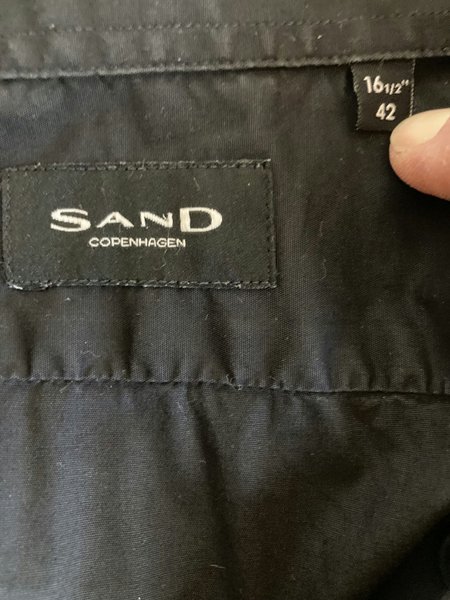 16 1/2"
42
SAND
COPENHAGEN